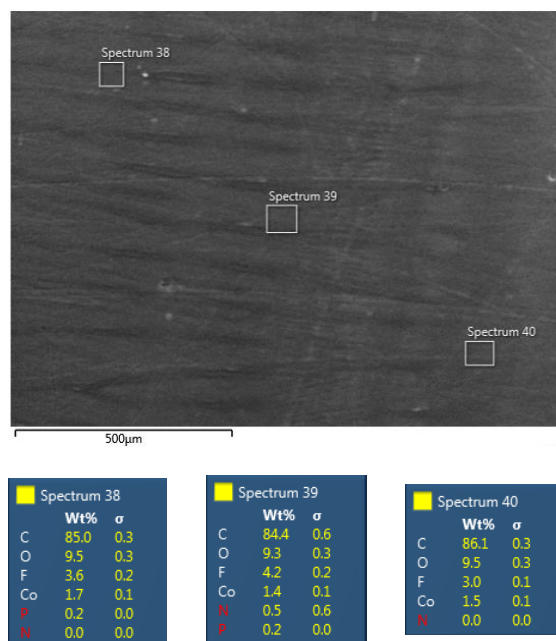 Spectrum 38
Spectrum 39
Spectrum 40
500µm
Spectrum 38
Wt% σ
C 85.0 0.3
O 9.5 0.3
F 3.6 0.2
Co 1.7 0.1
P 0.2 0.0
N 0.0 0.0
Spectrum 39
Wt% σ
C 84.4 0.6
O 9.3 0.3
F 4.2 0.2
Co 1.4 0.1
N 0.5 0.6
P 0.2 0.0
Spectrum 40
Wt% σ
C 86.1 0.3
O 9.5 0.3
F 3.0 0.1
Co 1.5 0.1
N 0.0 0.0